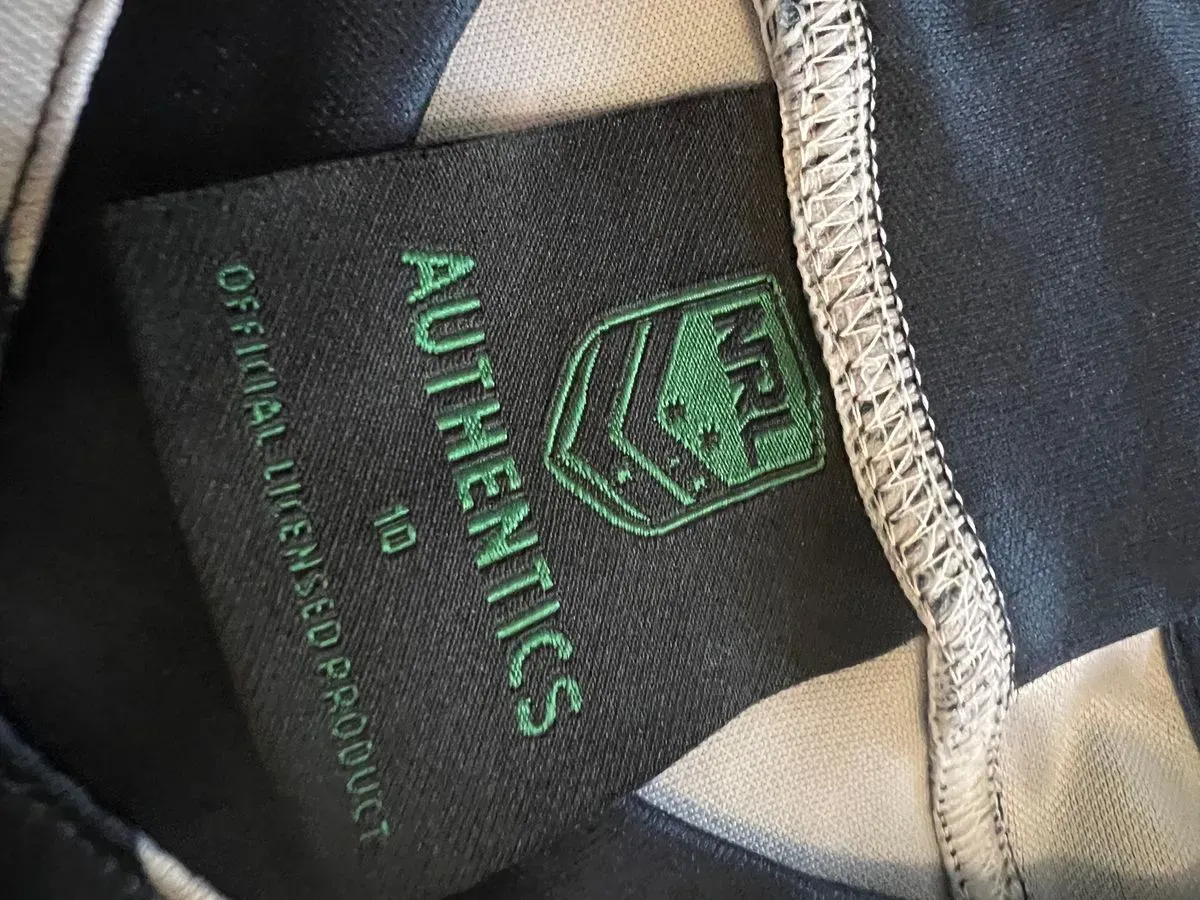 NRL
AUTHENTICS
10
OFFICIAL LICENSED PRODUCT